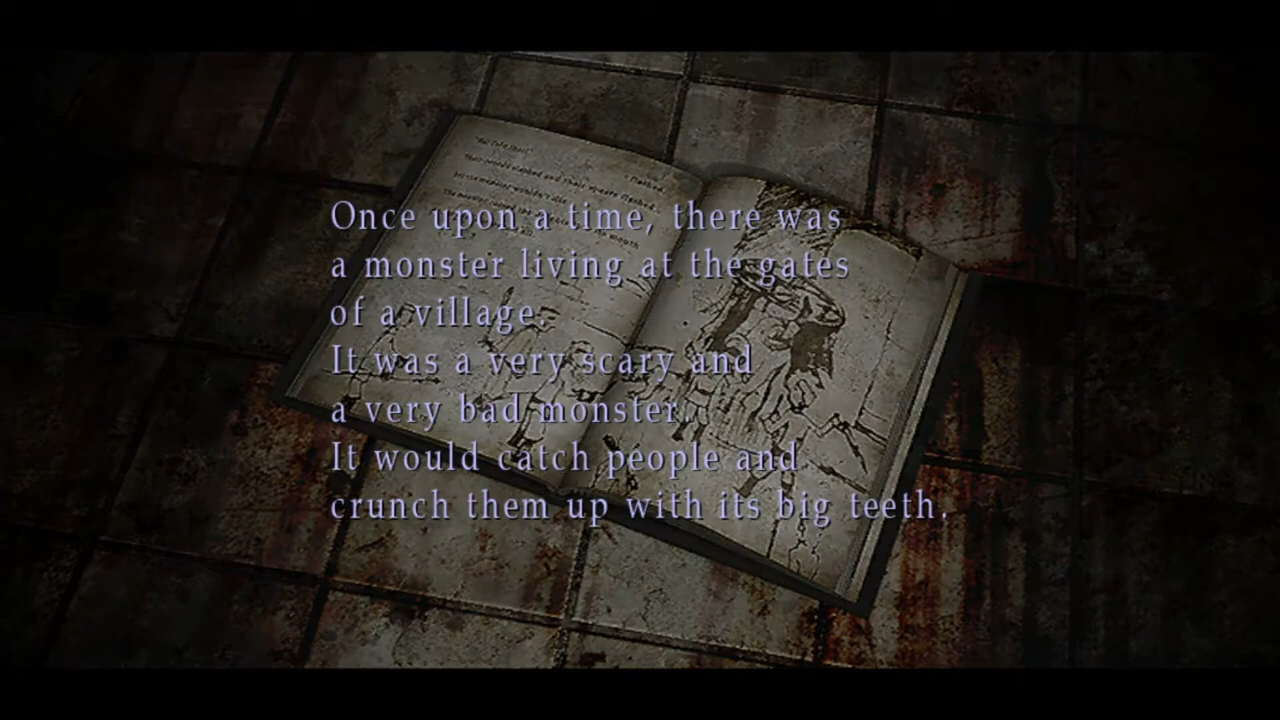 Once upon a time, there was
a monster living at the gates
of a village.
It was a very scary and
a very bad monster.
It would catch people and
crunch them up with its big teeth.